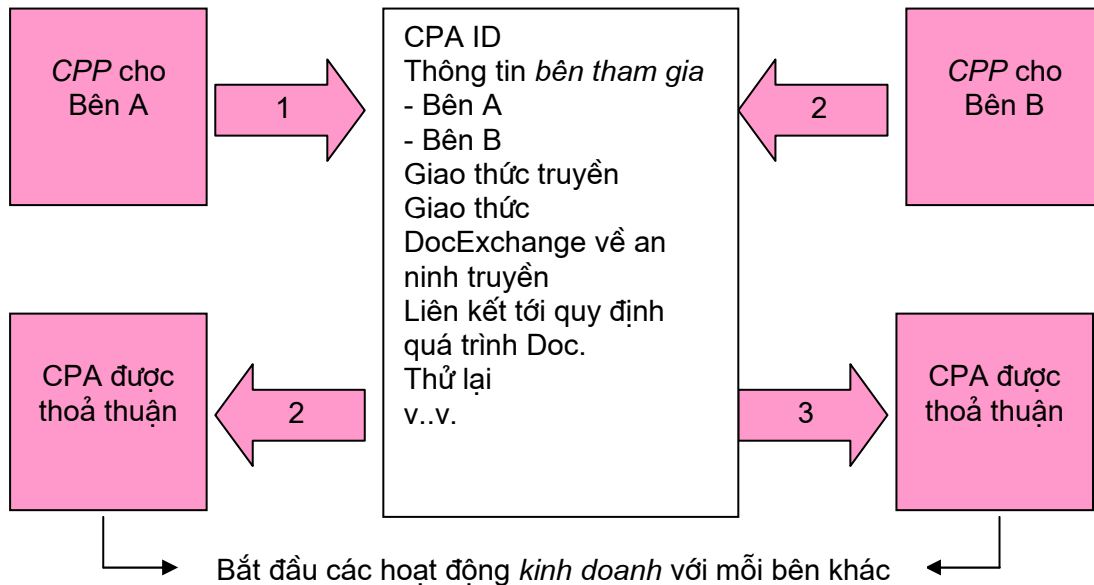 CPP cho
Bên A
1
CPA ID
Thông tin bên tham gia
- Bên A
- Bên B
Giao thức truyền
Giao thức
DocExchange về an
ninh truyền
Liên kết tới quy định
quá trình Doc.
Thử lại
v..v.
2
CPP cho
Bên B
CPA được
thoả thuận
2
3
CPA được
thoả thuận
Bắt đầu các hoạt động kinh doanh với mỗi bên khác